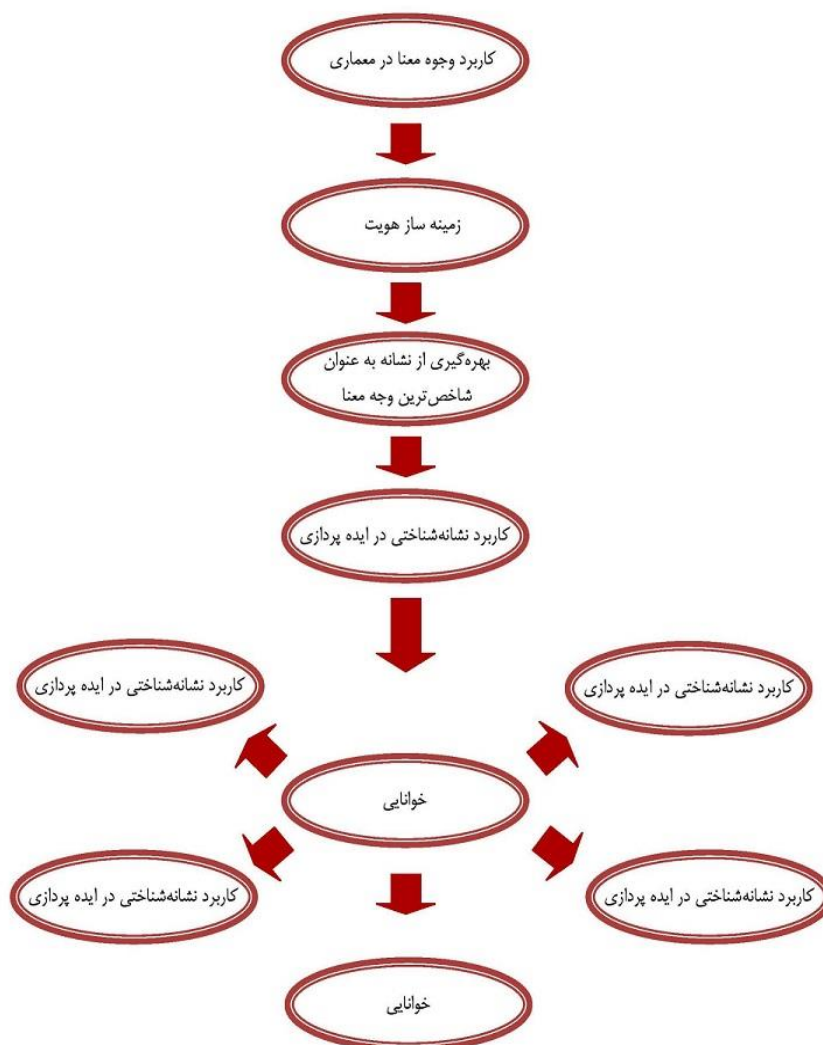 کاربرد وجوه معنا در معماری
زمینه ساز هویت
بهره‌گیری از نشانه به عنوان
شاخص‌ترین وجه معنا
کاربرد نشانه‌شناختی در ایده پردازی
کاربرد نشانه‌شناختی در ایده پردازی
کاربرد نشانه‌شناختی در ایده پردازی
خوانایی
کاربرد نشانه‌شناختی در ایده پردازی
کاربرد نشانه‌شناختی در ایده پردازی
خوانایی